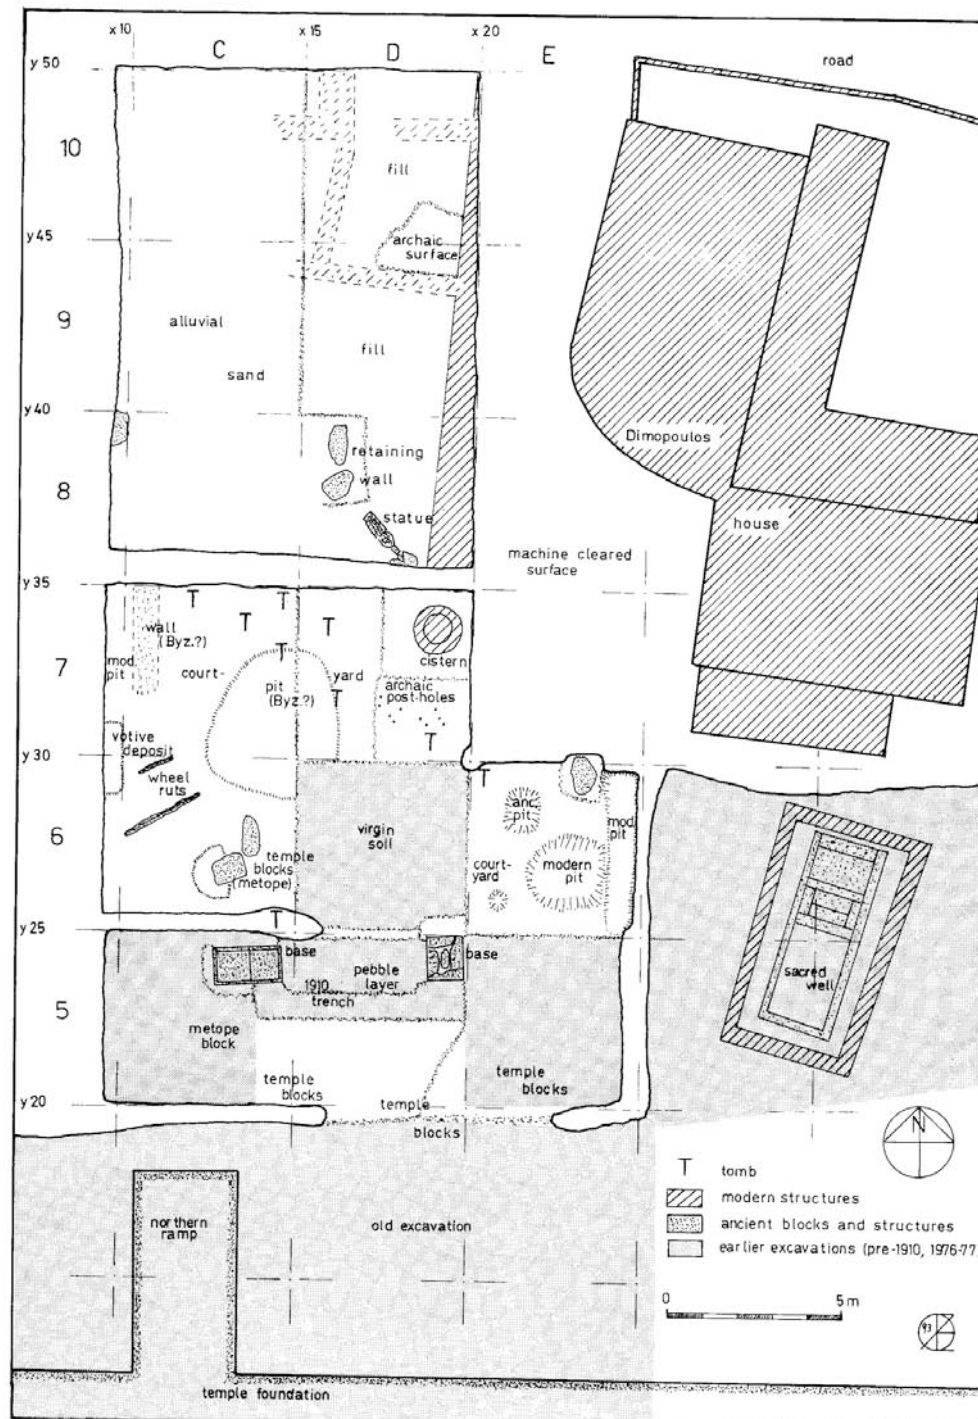 x 10
x 15
x 20
C
D
E
y 50
road
10
fill
y 45
archaic
surface
9
alluvial
sand
fill
y 40
retaining
wall
Dimopoulos
8
statue
house
machine cleared
surface
y 35
T
T
T
T
wall
(Byz.?)
cistern
7
mod.
pit
court-
T
pit
(Byz.?)
yard
T
archaic
post-holes
T
votive
deposit
y 30
wheel
ruts
T
anc.
pit
mod.
pit
6
virgin
soil
temple
blocks
(metope)
court-
yard
modern
pit
T
y 25
base
base
pebble
layer
1910
trench
sacred
well
5
metope
block
temple
blocks
temple
blocks
y 20
temple
blocks
N
T tomb
modern structures
ancient blocks and structures
earlier excavations (pre-1910, 1976-77)
northern
ramp
old excavation
0 5 m
93
temple foundation